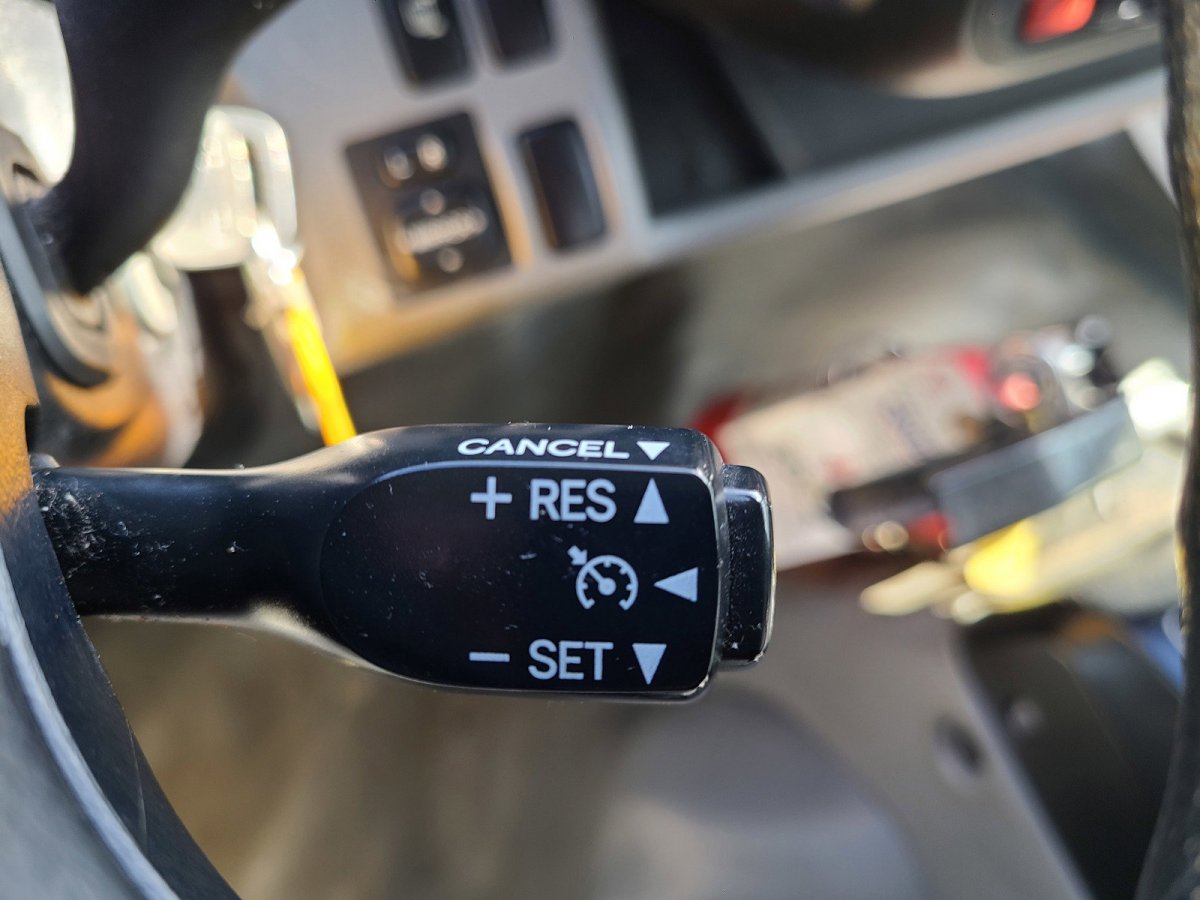 CANCEL ▼
+ RES ▲
◀
− SET ▼